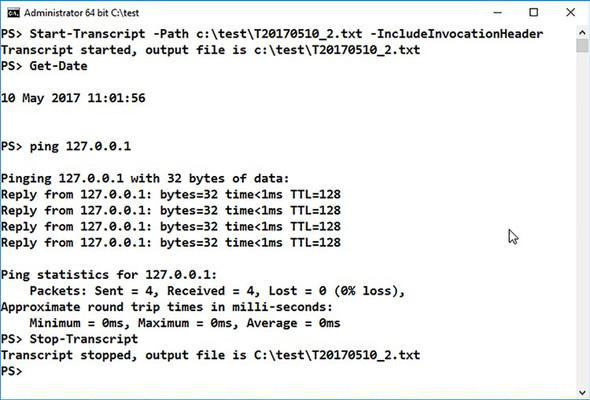 Administrator 64 bit C:\test
PS> Start-Transcript -Path c:\test\T20170510_2.txt -IncludeInvocationHeader
Transcript started, output file is c:\test\T20170510_2.txt
PS> Get-Date
10 May 2017 11:01:56
PS> ping 127.0.0.1
Pinging 127.0.0.1 with 32 bytes of data:
Reply from 127.0.0.1: bytes=32 time<1ms TTL=128
Reply from 127.0.0.1: bytes=32 time<1ms TTL=128
Reply from 127.0.0.1: bytes=32 time<1ms TTL=128
Reply from 127.0.0.1: bytes=32 time<1ms TTL=128
Ping statistics for 127.0.0.1:
    Packets: Sent = 4, Received = 4, Lost = 0 (0% loss),
Approximate round trip times in milli-seconds:
    Minimum = 0ms, Maximum = 0ms, Average = 0ms
PS> Stop-Transcript
Transcript stopped, output file is C:\test\T20170510_2.txt
PS>